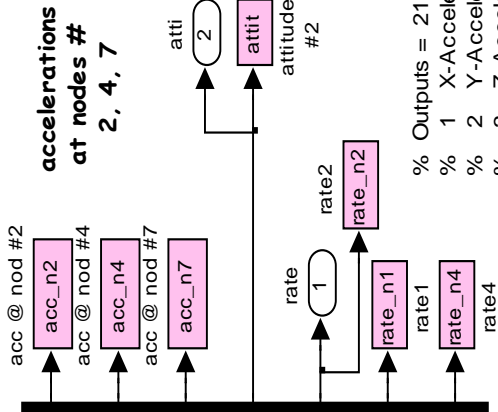 acc @ nod #2
acc_n2
acc @ nod #4
acc_n4
acc @ nod #7
acc_n7
accelerations
at nodes #
2, 4, 7
atti
2
attit
attitude
#2
rate
1
rate2
rate_n2
rate_n1
rate1
rate_n4
rate4
% Outputs = 21
% 1 X-Accele
% 2 Y-Accele